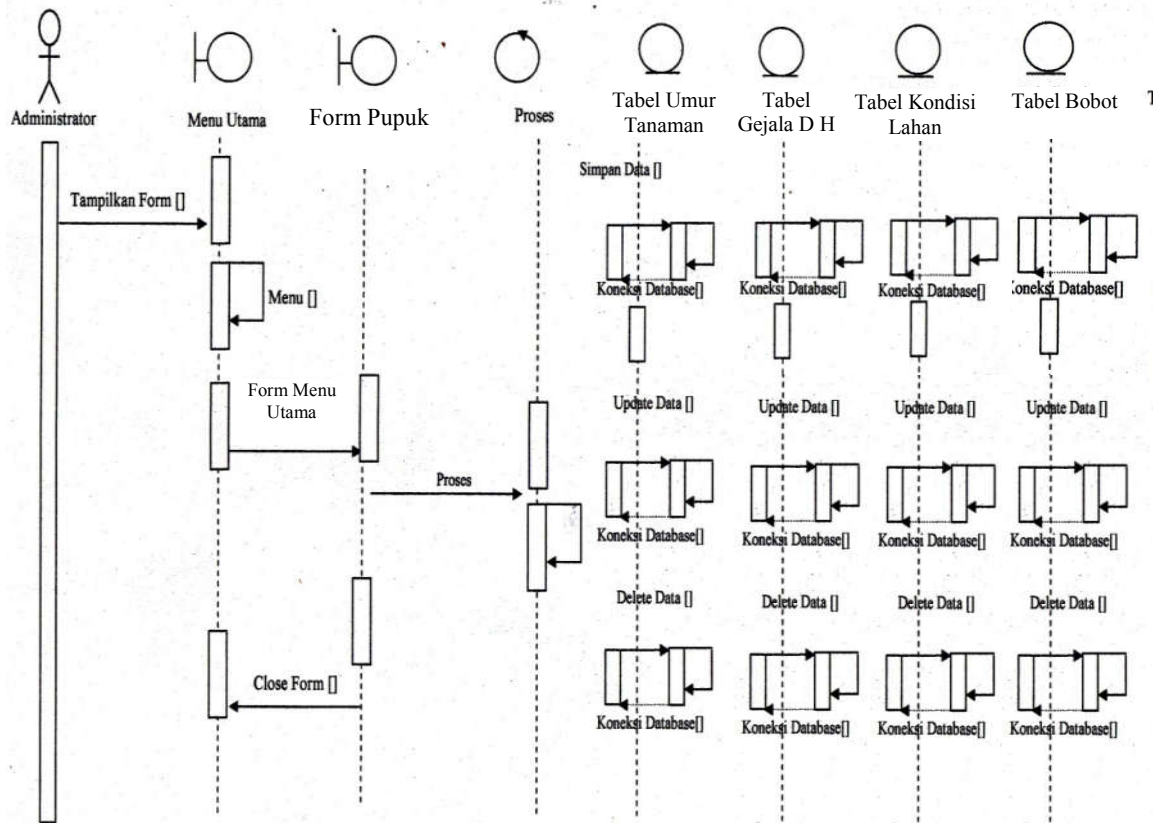 Administrator
Menu Utama
Form Pupuk
Proses
Tabel Umur
Tanaman
Tabel
Gejala D H
Tabel Kondisi
Lahan
Tabel Bobot
T
Simpan Data []
Tampilkan Form []
Koneksi Database[]
Koneksi Database[]
Koneksi Database[]
Koneksi Database[]
Menu []
Form Menu
Utama
Update Data []
Update Data []
Update Data []
Update Data []
Proses
Koneksi Database[]
Koneksi Database[]
Koneksi Database[]
Koneksi Database[]
Delete Data []
Delete Data []
Delete Data []
Delete Data []
Close Form []
Koneksi Database[]
Koneksi Database[]
Koneksi Database[]
Koneksi Database[]